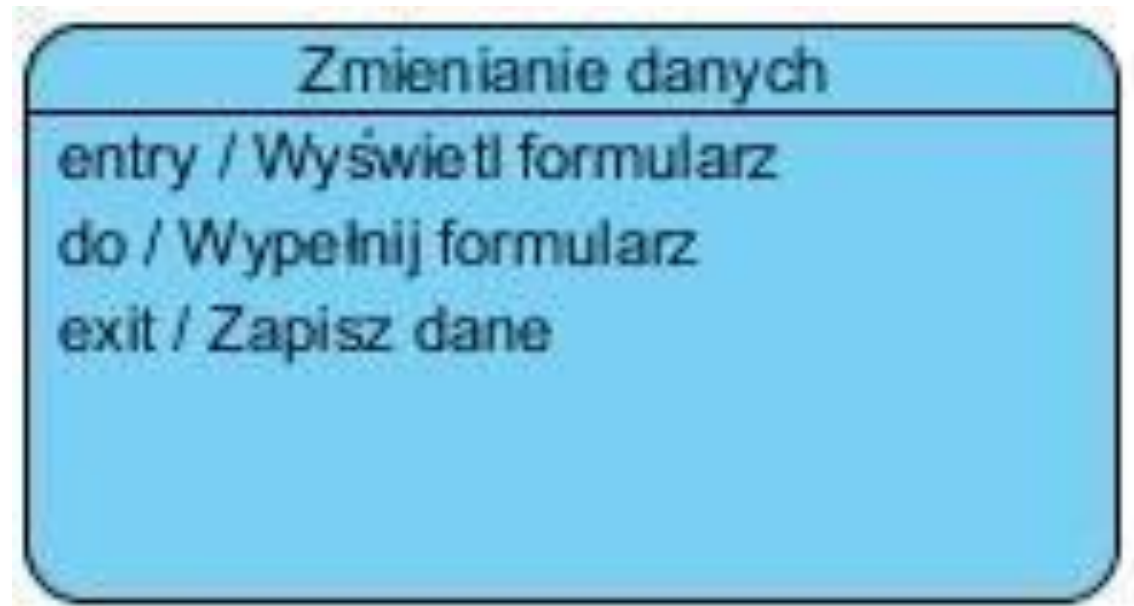 Zmienianie danych
entry / Wyświetl formularz
do / Wypełnij formularz
exit / Zapisz dane